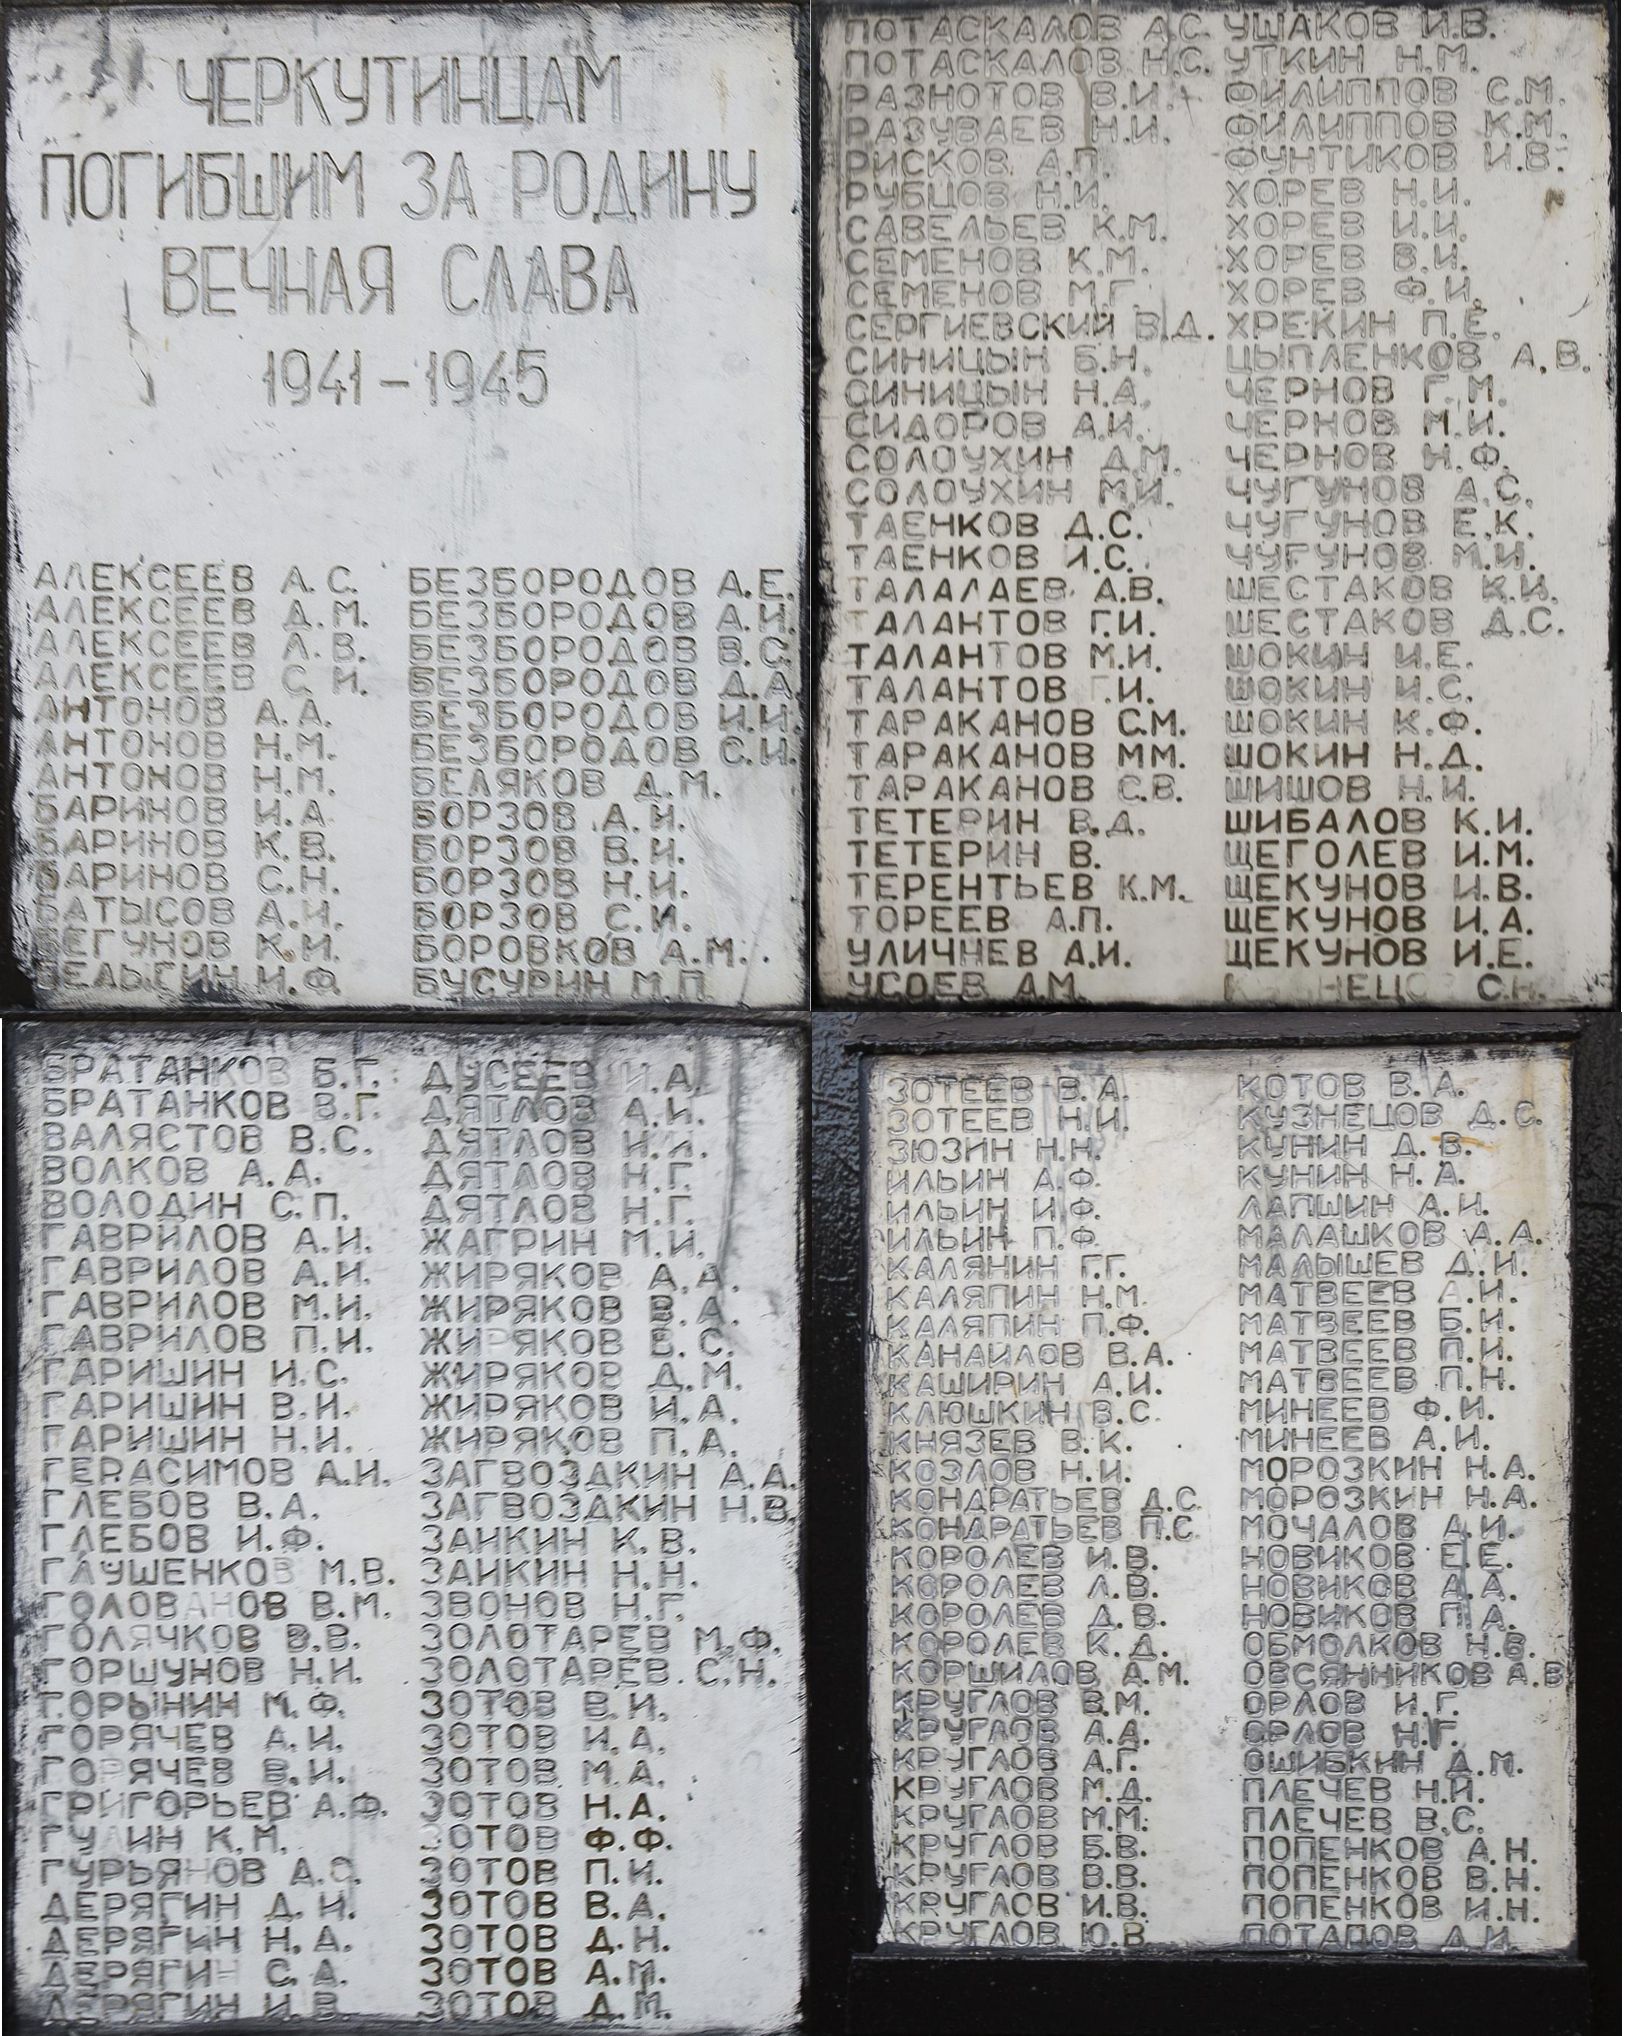 ЧЕРКУТИНЦАМ
ПОГИБШИМ ЗА РОДИНУ
ВЕЧНАЯ СЛАВА
1941-1945
АЛЕКСЕЕВ А.С.
АЛЕКСЕЕВ Д.М.
АЛЕКСЕЕВ Л.В.
АЛЕКСЕЕВ С.И.
АНТОНОВ А.А.
АНТОНОВ Н.М.
АНТОНОВ Н.М.
БАРИНОВ И.А.
БАРИНОВ К.В.
БАРИНОВ С.Н.
БАТЫСОВ А.И.
БЕГУНОВ К.И.
И.Ф.
БЕЗБОРОДОВ А.Е.
БЕЗБОРОДОВ А.И.
БЕЗБОРОДОВ В.С.
БЕЗБОРОДОВ Д.А.
БЕЗБОРОДОВ И.И.
БЕЗБОРОДОВ С.И.
БЕЛЯКОВ Д.М.
БОРЗОВ А.И.
БОРЗОВ В.И.
БОРЗОВ Н.И.
БОРЗОВ С.И.
БОРОВКОВ А.М.
БУСУРИН М.П.
ПОТАСКАЛОВ А.С.
ПОТАСКАЛОВ Н.С.
РАЗНОТОВ В.И.
РАЗУВАЕВ Н.И.
РИСКОВ А.П.
РУБЦОВ Н.И.
САВЕЛЬЕВ К.М.
СЕМЕНОВ К.М.
СЕМЕНОВ М.Г.
СЕРГИЕВСКИЙ В.Д.
СИНИЦЫН Б.Н.
СИНИЦЫН Н.А.
СИДОРОВ А.И.
СОЛОУХИН Д.М.
СОЛОУХИН М.И.
ТАЕНКОВ Д.С.
ТАЕНКОВ И.С.
ТАЛАЛАЕВ А.В.
ТАЛАНТОВ Г.И.
ТАЛАНТОВ М.И.
ТАЛАНТОВ Г.И.
ТАРАКАНОВ С.М.
ТАРАКАНОВ М.М.
ТАРАКАНОВ С.В.
ТЕТЕРИН В.Д.
ТЕТЕРИН В.
ТЕРЕНТЬЕВ К.М.
ТОРЕЕВ А.П.
УЛИЧНЕВ А.И.
УСОЕВ А.М.
УШАКОВ И.В.
УТКИН Н.М.
ФИЛИППОВ С.М.
ФИЛИППОВ К.М.
ФУНТИКОВ И.В.
ХОРЕВ Н.И.
ХОРЕВ И.И.
ХОРЕВ В.И.
ХОРЕВ Ф.И.
ХРЕКИН П.Е.
ЦЫПЛЕНКОВ А.В.
ЧЕРНОВ Г.М.
ЧЕРНОВ М.И.
ЧЕРНОВ Н.Ф.
ЧУГУНОВ А.С.
ЧУГУНОВ Е.К.
ЧУГУНОВ М.И.
ШЕСТАКОВ К.И.
ШЕСТАКОВ Д.С.
ШОКИН И.Е.
ШОКИН И.С.
ШОКИН К.Ф.
ШОКИН Н.Д.
ШИШОВ Н.И.
ШИБАЛОВ К.И.
ЩЕГОЛЕВ И.М.
ЩЕКУНОВ И.В.
ЩЕКУНОВ И.А.
ЩЕКУНОВ И.Е.
С.Н.
БРАТАНКОВ Б.Г.
БРАТАНКОВ В.Г.
ВАЛЯСТОВ В.С.
ВОЛКОВ А.А.
ВОЛОДИН С.П.
ГАВРИЛОВ А.И.
ГАВРИЛОВ А.И.
ГАВРИЛОВ М.И.
ГАВРИЛОВ П.И.
ГАРИШИН И.С.
ГАРИШИН В.И.
ГАРИШИН Н.И.
ГЕРАСИМОВ А.И.
ГЛЕБОВ В.А.
ГЛЕБОВ И.Ф.
ГЛУШЕНКОВ М.В.
ГОЛОВАНОВ В.М.
ГОЛЯЧКОВ В.В.
ГОРШУНОВ Н.И.
ГОРЫНИН М.Ф.
ГОРЯЧЕВ А.И.
ГОРЯЧЕВ В.И.
ГРИГОРЬЕВ А.Ф.
К.М.
ГУРЬЯНОВ А.С.
ДЕРЯГИН Д.И.
ДЕРЯГИН Н.А.
ДЕРЯГИН С.А.
ДЕРЯГИН И.В.
ДУСЕЕВ И.А.
ДЯТЛОВ А.И.
ДЯТЛОВ И.И.
ДЯТЛОВ Н.Г.
ДЯТЛОВ Н.Г.
ЖАГРИН М.И.
ЖИРЯКОВ А.А.
ЖИРЯКОВ В.А.
ЖИРЯКОВ Е.С.
ЖИРЯКОВ Д.М.
ЖИРЯКОВ И.А.
ЖИРЯКОВ П.А.
ЗАГВОЗДКИН А.А.
ЗАГВОЗДКИН Н.В.
ЗАИКИН К.В.
ЗАИКИН Н.Н.
ЗВОНОВ Н.Г.
ЗОЛОТАРЕВ М.Ф.
ЗОЛОТАРЕВ С.Н.
ЗОТОВ В.И.
ЗОТОВ И.А.
ЗОТОВ М.А.
ЗОТОВ Н.А.
ЗОТОВ Ф.Ф.
ЗОТОВ П.И.
ЗОТОВ В.А.
ЗОТОВ Д.Н.
ЗОТОВ А.М.
ЗОТОВ Д.М.
ЗОТЕЕВ В.А.
ЗОТЕЕВ Н.И.
ЗЮЗИН Н.Н.
ИЛЬИН А.Ф.
ИЛЬИН И.Ф.
ИЛЬИН П.Ф.
КАЛЯНИН Г.Г.
КАЛЯПИН Н.М.
КАЛЯПИН П.Ф.
КАНАИЛОВ В.А.
КАШИРИН А.И.
КЛЮШКИН В.С.
КНЯЗЕВ В.К.
КОЗЛОВ Н.И.
КОНДРАТЬЕВ Д.С.
КОНДРАТЬЕВ П.С.
КОРОЛЕВ И.В.
КОРОЛЕВ Л.В.
КОРОЛЕВ Д.В.
КОРОЛЕВ К.Д.
КОРШИЛОВ А.М.
КРУГЛОВ В.М.
КРУГЛОВ А.А.
КРУГЛОВ А.Г.
КРУГЛОВ М.Д.
КРУГЛОВ М.М.
КРУГЛОВ Б.В.
КРУГЛОВ В.В.
КРУГЛОВ И.В.
КРУГЛОВ Ю.В.
КОТОВ В.А.
КУЗНЕЦОВ Д.С.
КУНИН Д.В.
КУНИН Н.А.
ЛАПШИН А.И.
МАЛАШКОВ А.А.
МАЛЫШЕВ Д.И.
МАТВЕЕВ А.И.
МАТВЕЕВ Б.И.
МАТВЕЕВ П.И.
МАТВЕЕВ П.Н.
МИНЕЕВ Ф.И.
МИНЕЕВ А.И.
МОРОЗКИН Н.А.
МОРОЗКИН Н.А.
МОЧАЛОВ А.И.
НОВИКОВ Е.Е.
НОВИКОВ А.А.
НОВИКОВ П.А.
ОБМОЛКОВ Н.В.
ОВСЯННИКОВ А.В.
ОРЛОВ И.Г.
ОРЛОВ Н.Г.
ОШИБКИН Д.М.
ПЛЕЧЕВ Н.И.
ПЛЕЧЕВ В.С.
ПОПЕНКОВ А.Н.
ПОПЕНКОВ В.Н.
ПОПЕНКОВ И.Н.
ПОТАПОВ Д.И.